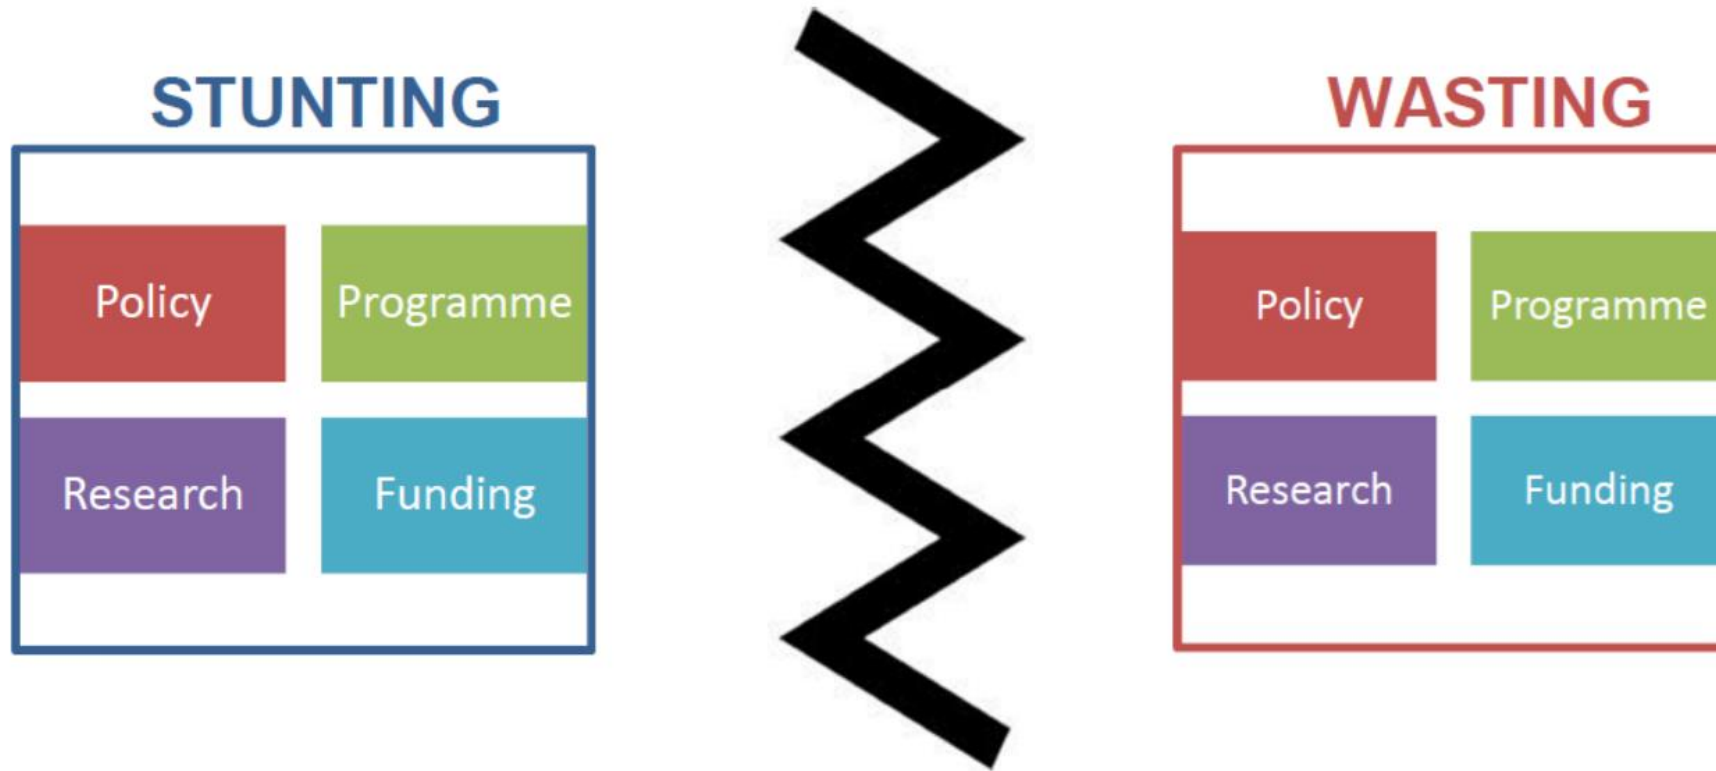 STUNTING
Policy
Programme
Research
Funding
WASTING
Policy
Programme
Research
Funding